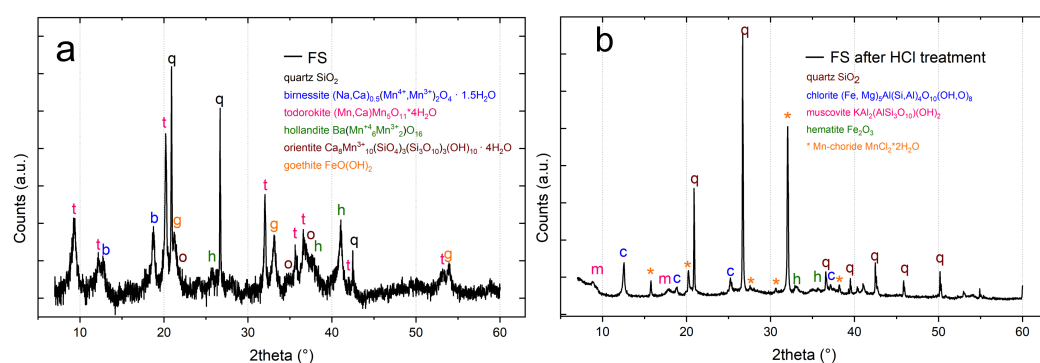 a
— FS
quartz SiO₂
birnessite (Na,Ca)₀.₅(Mn⁴⁺,Mn³⁺)₂O₄ · 1.5H₂O
todorokite (Mn,Ca)Mn₅O₁₁*4H₂O
hollandite Ba(Mn⁺⁴₆Mn³⁺₂)O₁₆
orientite Ca₈Mn³⁺₁₀(SiO₄)₃(Si₃O₁₀)₃(OH)₁₀ · 4H₂O
goethite FeO(OH)₂
Counts (a.u.)
t
t
b
b
t
q
g
o
h
q
t
g
o
t
t
o
h
h
t
q
t
g
10 20 30 40 50 60
2theta (°)
b
— FS after HCl treatment
quartz SiO₂
chlorite (Fe, Mg)₅Al(Si,Al)₄O₁₀(OH,O)₈
muscovite KAl₂(AlSi₃O₁₀)(OH)₂
hematite Fe₂O₃
* Mn-choride MnCl₂*2H₂O
Counts (a.u.)
m
c
*
m
c
*
q
c
q
*
*
*
h
h
q
c
*
q
q
q
q
10 20 30 40 50 60
2theta (°)